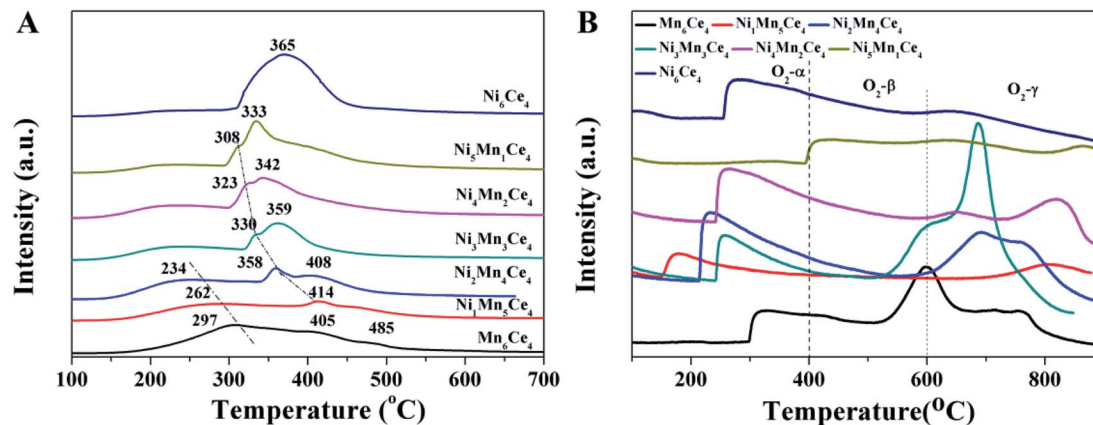 A
365
Ni₆Ce₄
333
308
Ni₅Mn₁Ce₄
342
323
Ni₄Mn₂Ce₄
359
330
Ni₃Mn₃Ce₄
234
358
408
Ni₂Mn₄Ce₄
262
414
Ni₁Mn₅Ce₄
297
405
485
Mn₆Ce₄
Intensity (a.u.)
100 200 300 400 500 600 700
Temperature (°C)
B
Mn₆Ce₄ Ni₁Mn₅Ce₄ Ni₂Mn₄Ce₄
Ni₃Mn₃Ce₄ Ni₄Mn₂Ce₄ Ni₅Mn₁Ce₄
Ni₆Ce₄
O₂-α
O₂-β
O₂-γ
Intensity (a.u.)
200 400 600 800
Temperature(°C)